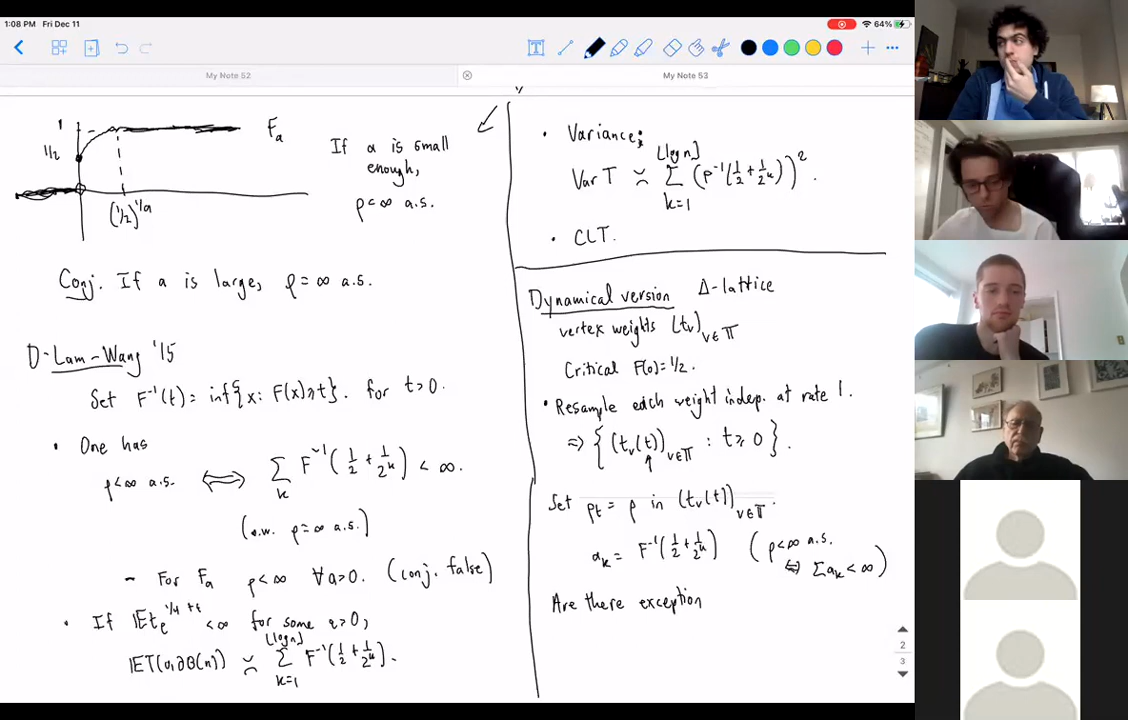 1:08 PM Fri Dec 11
64%
My Note 52
My Note 53
1
1/2
F_a
(1/2)^{1/a}
If a is small
enough,
ρ<∞ a.s.
Conj. If a is large, ρ=∞ a.s.
D-Lam-Wang '15
Set F^{-1}(t) = inf{x: F(x)≥t}. for t>0.
• One has
ρ<∞ a.s. ⟺ Σ_k F^{-1}(1/2 + 1/2^k) < ∞.
(o.w. ρ=∞ a.s.)
- For F_a ρ<∞ ∀a>0. (conj. false)
• If 𝔼t_e^{1/4+ε} <∞ for some ε>0,
𝔼T(0,∂B(n)) ≍ Σ_{k=1}^{⌊log n⌋} F^{-1}(1/2 + 1/2^k).
• Variance:
Var T ≍ Σ_{k=1}^{⌊log n⌋} (F^{-1}(1/2 + 1/2^k))^2.
• CLT.
Dynamical version Δ-lattice
vertex weights (t_v)_{v∈𝕋}
Critical F(0)=1/2.
• Resample each weight indep. at rate 1.
⇒ {(t_v(t))_{v∈𝕋} : t≥0}.
Set ρ_t = ρ in (t_v(t))_{v∈𝕋}.
a_k = F^{-1}(1/2 + 1/2^k) (ρ<∞ a.s.
⟺ Σa_k<∞)
Are there exception
2
3